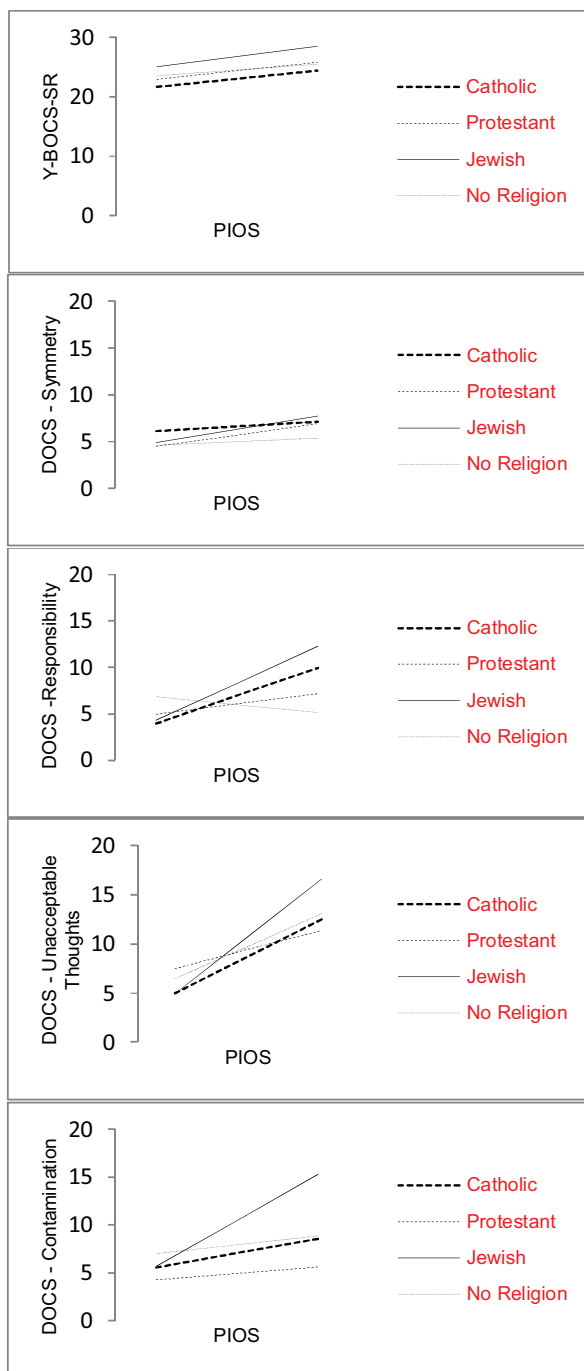 30
20
10
0
Y-BOCS-SR
PIOS
Catholic
Protestant
Jewish
No Religion
20
15
10
5
0
DOCS - Symmetry
PIOS
Catholic
Protestant
Jewish
No Religion
20
15
10
5
0
DOCS -Responsibility
PIOS
Catholic
Protestant
Jewish
No Religion
20
15
10
5
0
DOCS - Unacceptable
Thoughts
PIOS
Catholic
Protestant
Jewish
No Religion
20
15
10
5
0
DOCS - Contamination
PIOS
Catholic
Protestant
Jewish
No Religion